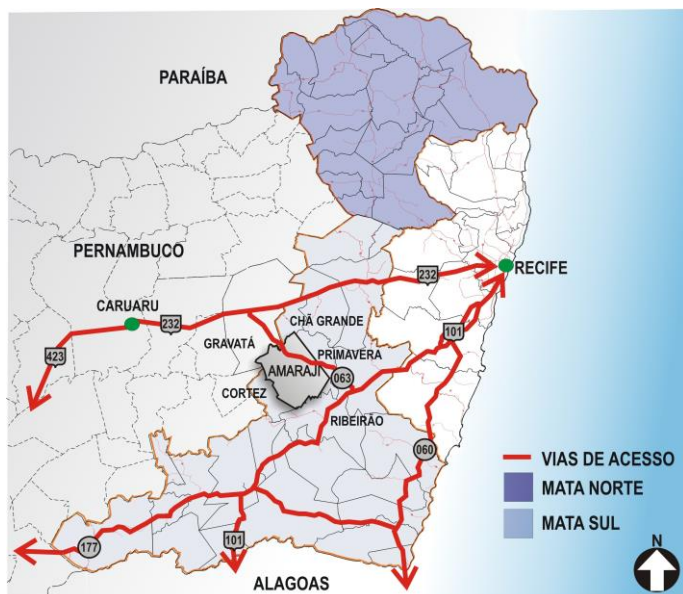 PARAÍBA
PERNAMBUCO
RECIFE
232
CARUARU
232
CHÃ GRANDE
101
GRAVATÁ
423
PRIMAVERA
AMARAJI
063
CORTEZ
RIBEIRÃO
060
VIAS DE ACESSO
MATA NORTE
MATA SUL
177
101
N
ALAGOAS